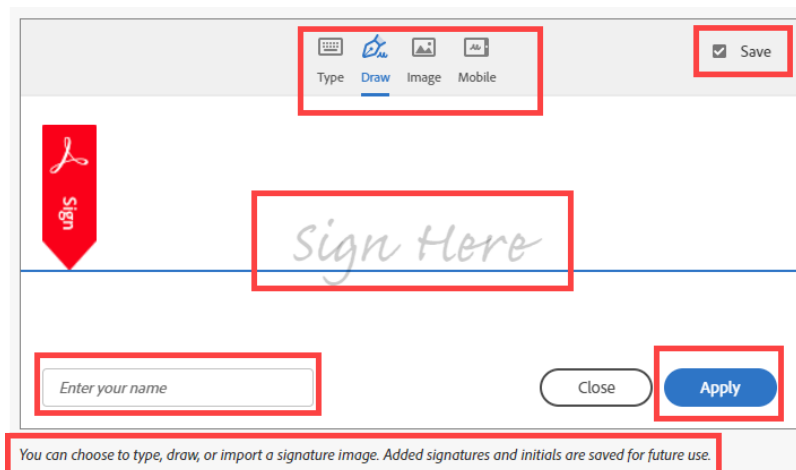 Type Draw Image Mobile
Save
Sign
Sign Here
Enter your name
Close
Apply
You can choose to type, draw, or import a signature image. Added signatures and initials are saved for future use.